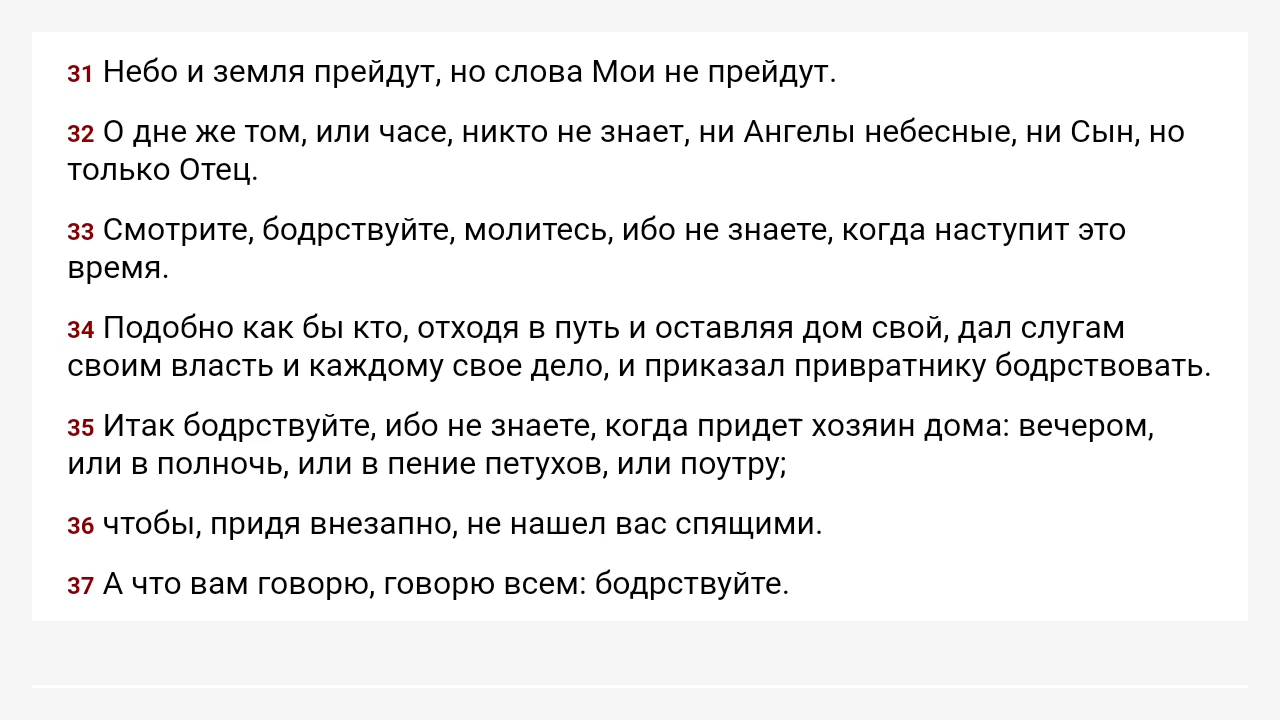 31 Небо и земля прейдут, но слова Мои не прейдут.
32 О дне же том, или часе, никто не знает, ни Ангелы небесные, ни Сын, но
только Отец.
33 Смотрите, бодрствуйте, молитесь, ибо не знаете, когда наступит это
время.
34 Подобно как бы кто, отходя в путь и оставляя дом свой, дал слугам
своим власть и каждому свое дело, и приказал привратнику бодрствовать.
35 Итак бодрствуйте, ибо не знаете, когда придет хозяин дома: вечером,
или в полночь, или в пение петухов, или поутру;
36 чтобы, придя внезапно, не нашел вас спящими.
37 А что вам говорю, говорю всем: бодрствуйте.